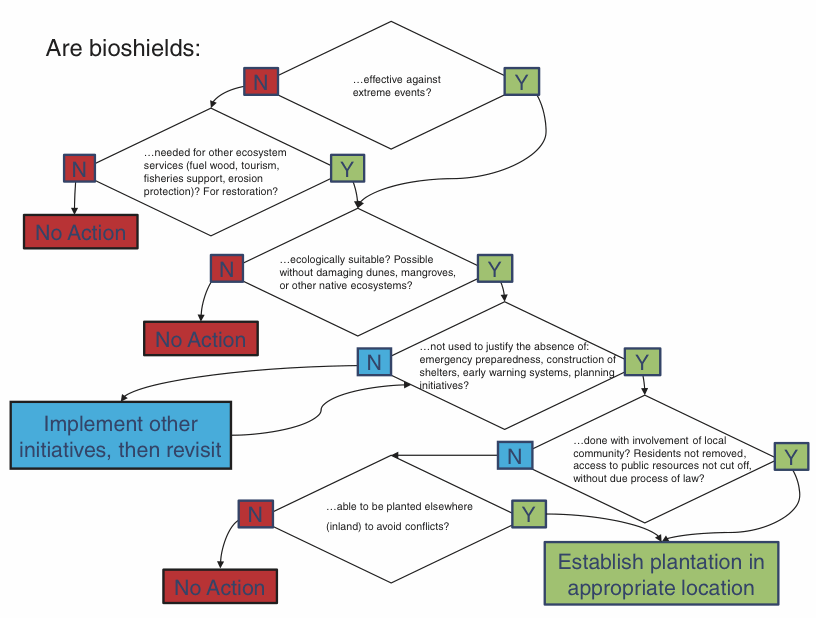 Are bioshields:
N
…effective against
extreme events?
Y
N
…needed for other ecosystem
services (fuel wood, tourism,
fisheries support, erosion
protection)? For restoration?
Y
No Action
N
…ecologically suitable? Possible
without damaging dunes, mangroves,
or other native ecosystems?
Y
No Action
N
…not used to justify the absence of:
emergency preparedness, construction of
shelters, early warning systems, planning
initiatives?
Y
Implement other
initiatives, then revisit
N
…done with involvement of local
community? Residents not removed,
access to public resources not cut off,
without due process of law?
Y
N
…able to be planted elsewhere
(inland) to avoid conflicts?
Y
No Action
Establish plantation in
appropriate location